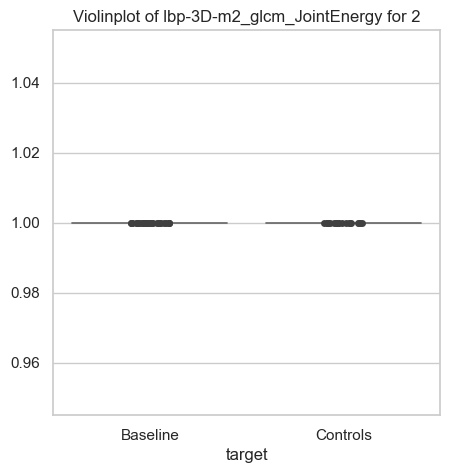 Violinplot of lbp-3D-m2_glcm_JointEnergy for 2
1.04
1.02
1.00
0.98
0.96
Baseline Controls
target